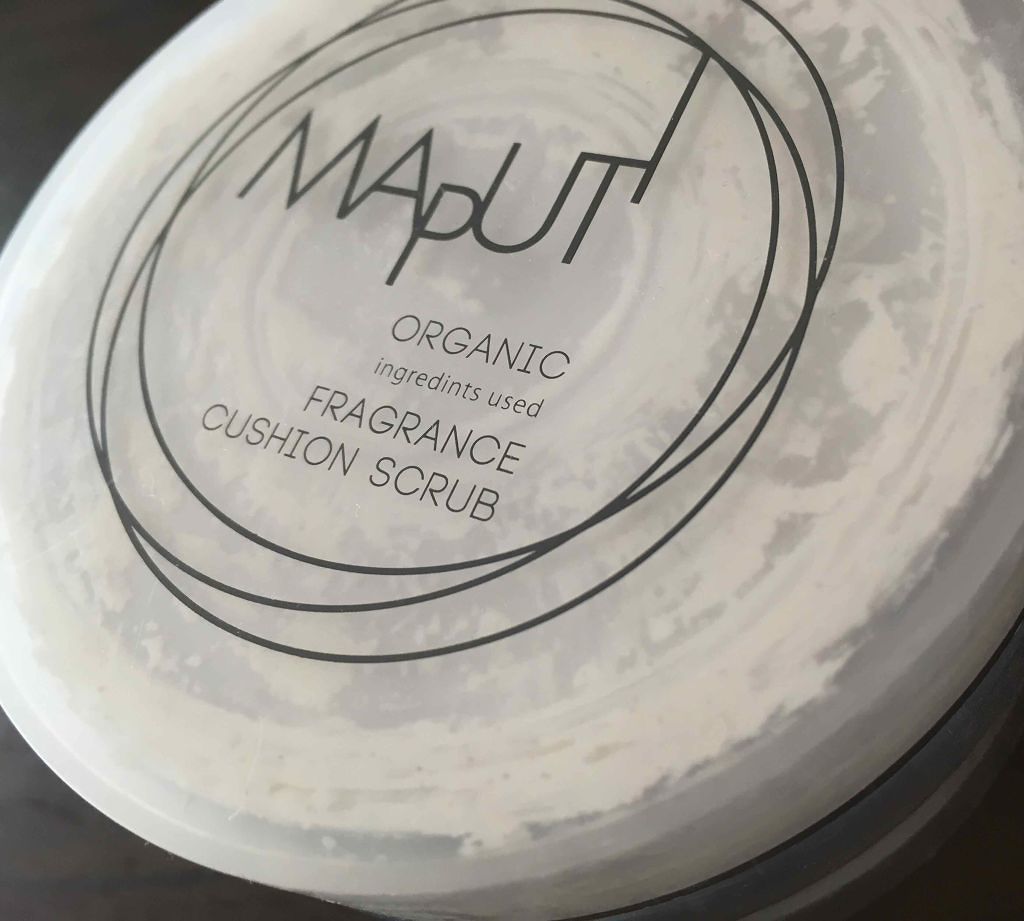 MAPUTI
ORGANIC
ingredints used
FRAGRANCE
CUSHION SCRUB